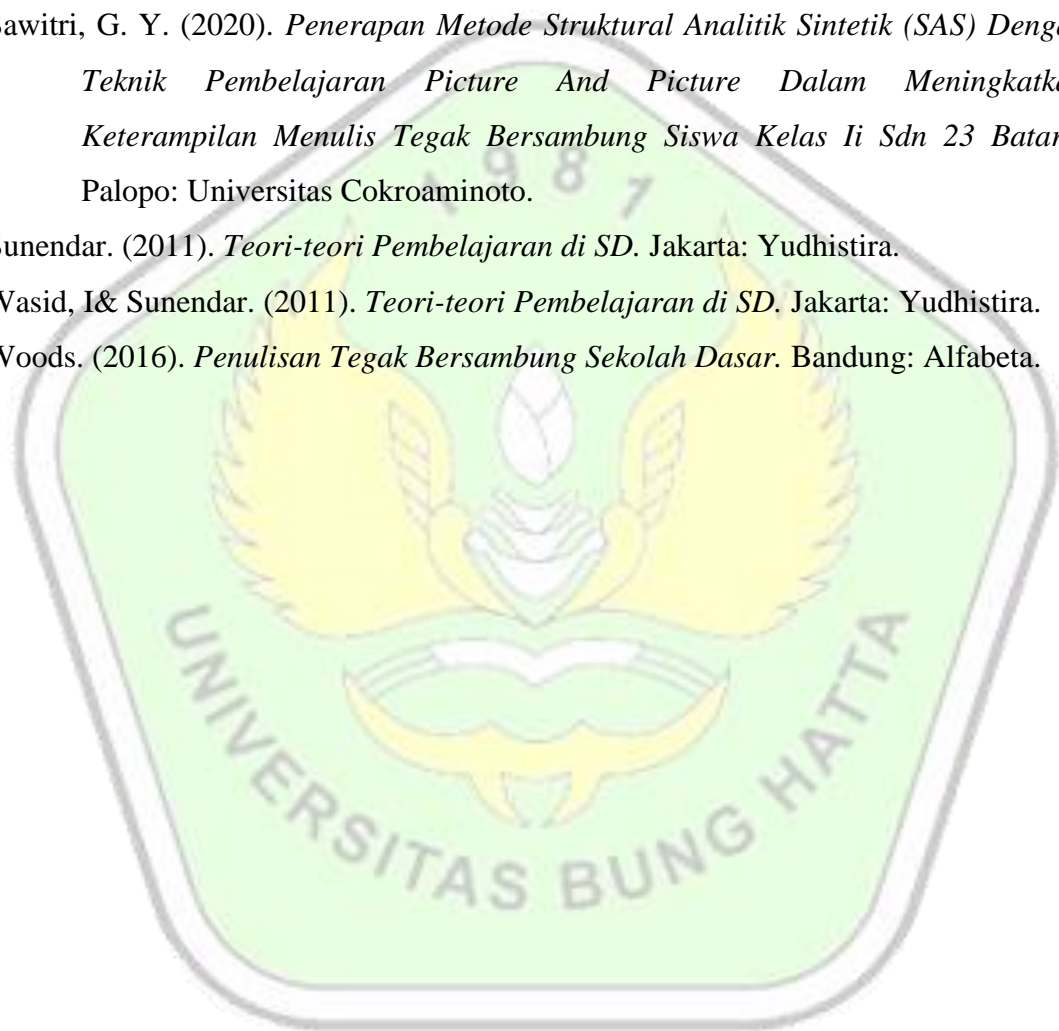 Sawitri, G. Y. (2020). Penerapan Metode Struktural Analitik Sintetik (SAS) Denga
Teknik Pembelajaran Picture And Picture Dalam Meningkatka
Keterampilan Menulis Tegak Bersambung Siswa Kelas Ii Sdn 23
Palopo: Universitas Cokroaminoto.
Sunendar. (2011). Teori-teori Pembelajaran di SD. Jakarta: Yudhistira.
Wasid, I& Sunendar. (2011). Teori-teori Pembelajaran di SD. Jakarta: Yudhistira.
Woods. (2016). Penulisan Tegak Bersambung Sekolah Dasar. Bandung: Alfabeta.
1981
UNIVERSITAS BUNG HATTA